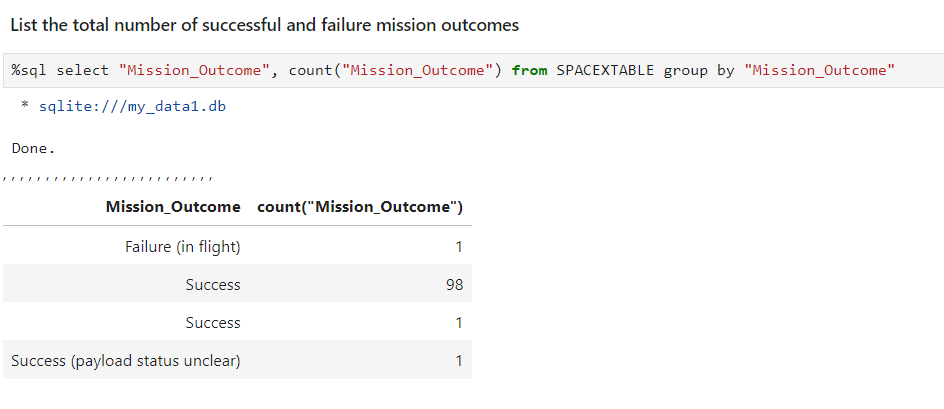 List the total number of successful and failure mission outcomes
%sql select "Mission_Outcome", count("Mission_Outcome") from SPACEXTABLE group by "Mission_Outcome"
* sqlite:///my_data1.db
Done.
, , , , , , , , , , , , , , , , , , , , , , , , ,
Mission_Outcome count("Mission_Outcome")
Failure (in flight) 1
Success 98
Success 1
Success (payload status unclear) 1